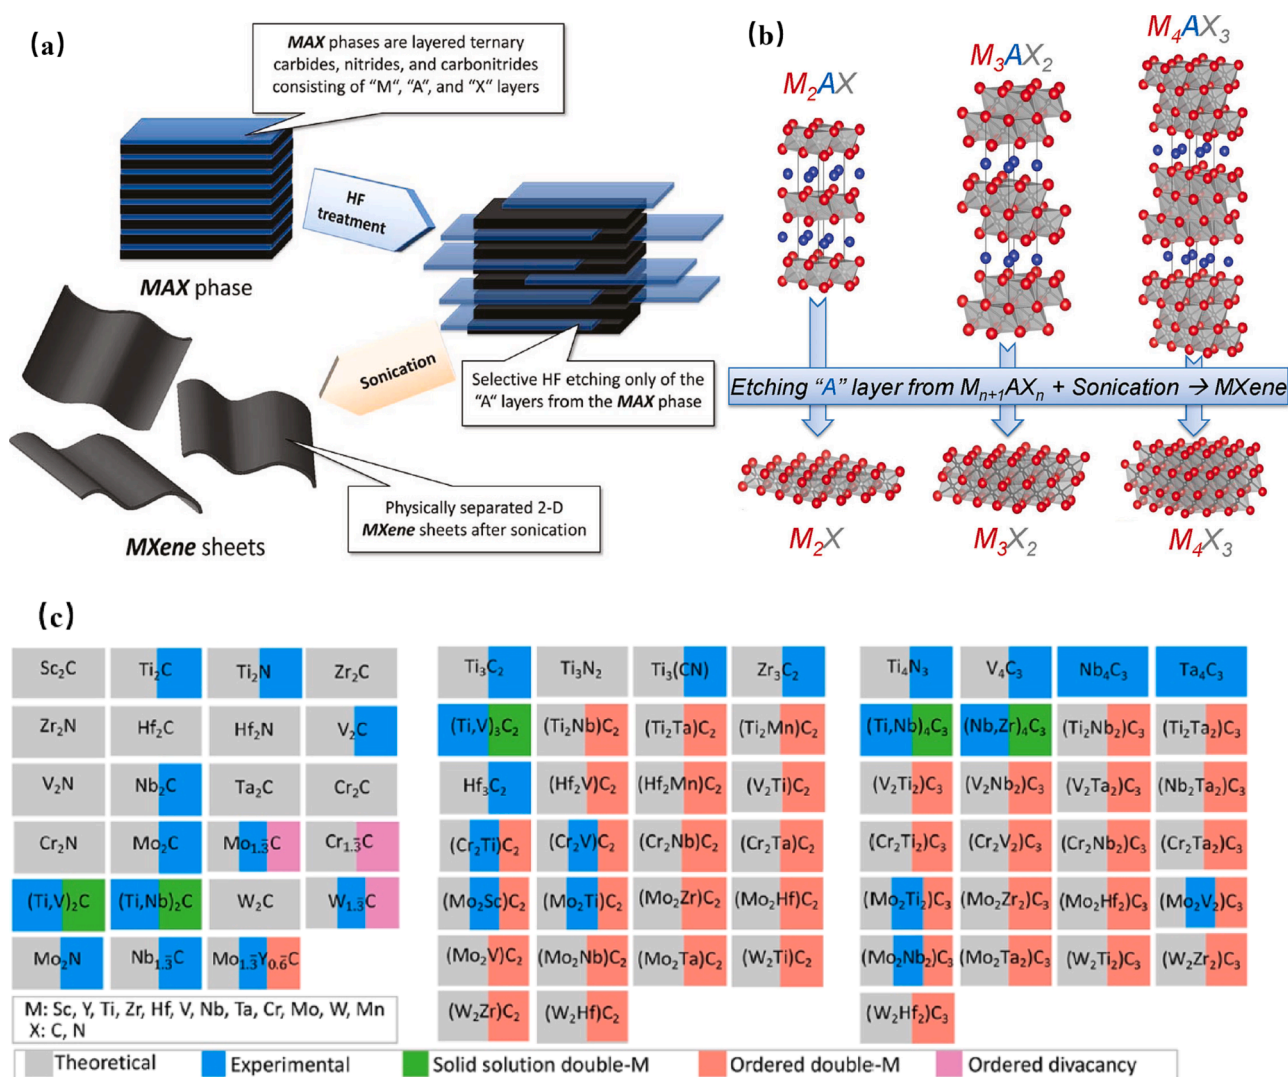 (a)
MAX phases are layered ternary
carbides, nitrides, and carbonitrides
consisting of "M", "A", and "X" layers
HF
treatment
MAX phase
Sonication
Selective HF etching only of the
"A" layers from the MAX phase
Physically separated 2-D
MXene sheets after sonication
MXene sheets
(b)
M₂AX
M₃AX₂
M₄AX₃
Etching "A" layer from Mₙ₊₁AXₙ + Sonication → MXene
M₂X
M₃X₂
M₄X₃
(c)
Sc₂C Ti₂C Ti₂N Zr₂C
Zr₂N Hf₂C Hf₂N V₂C
V₂N Nb₂C Ta₂C Cr₂C
Cr₂N Mo₂C Mo₁.₃̅C Cr₁.₃̅C
(Ti,V)₂C (Ti,Nb)₂C W₂C W₁.₃̅C
Mo₂N Nb₁.₃̅C Mo₁.₃̅Y₀.₆̅C
M: Sc, Y, Ti, Zr, Hf, V, Nb, Ta, Cr, Mo, W, Mn
X: C, N
Ti₃C₂ Ti₃N₂ Ti₃(CN) Zr₃C₂
(Ti,V)₃C₂ (Ti₂Nb)C₂ (Ti₂Ta)C₂ (Ti₂Mn)C₂
Hf₃C₂ (Hf₂V)C₂ (Hf₂Mn)C₂ (V₂Ti)C₂
(Cr₂Ti)C₂ (Cr₂V)C₂ (Cr₂Nb)C₂ (Cr₂Ta)C₂
(Mo₂Sc)C₂ (Mo₂Ti)C₂ (Mo₂Zr)C₂ (Mo₂Hf)C₂
(Mo₂V)C₂ (Mo₂Nb)C₂ (Mo₂Ta)C₂ (W₂Ti)C₂
(W₂Zr)C₂ (W₂Hf)C₂
Ti₄N₃ V₄C₃ Nb₄C₃ Ta₄C₃
(Ti,Nb)₄C₃ (Nb,Zr)₄C₃ (Ti₂Nb₂)C₃ (Ti₂Ta₂)C₃
(V₂Ti₂)C₃ (V₂Nb₂)C₃ (V₂Ta₂)C₃ (Nb₂Ta₂)C₃
(Cr₂Ti₂)C₃ (Cr₂V₂)C₃ (Cr₂Nb₂)C₃ (Cr₂Ta₂)C₃
(Mo₂Ti₂)C₃ (Mo₂Zr₂)C₃ (Mo₂Hf₂)C₃ (Mo₂V₂)C₃
(Mo₂Nb₂)C₃ (Mo₂Ta₂)C₃ (W₂Ti₂)C₃ (W₂Zr₂)C₃
(W₂Hf₂)C₃
Theoretical Experimental Solid solution double-M Ordered double-M Ordered divacancy